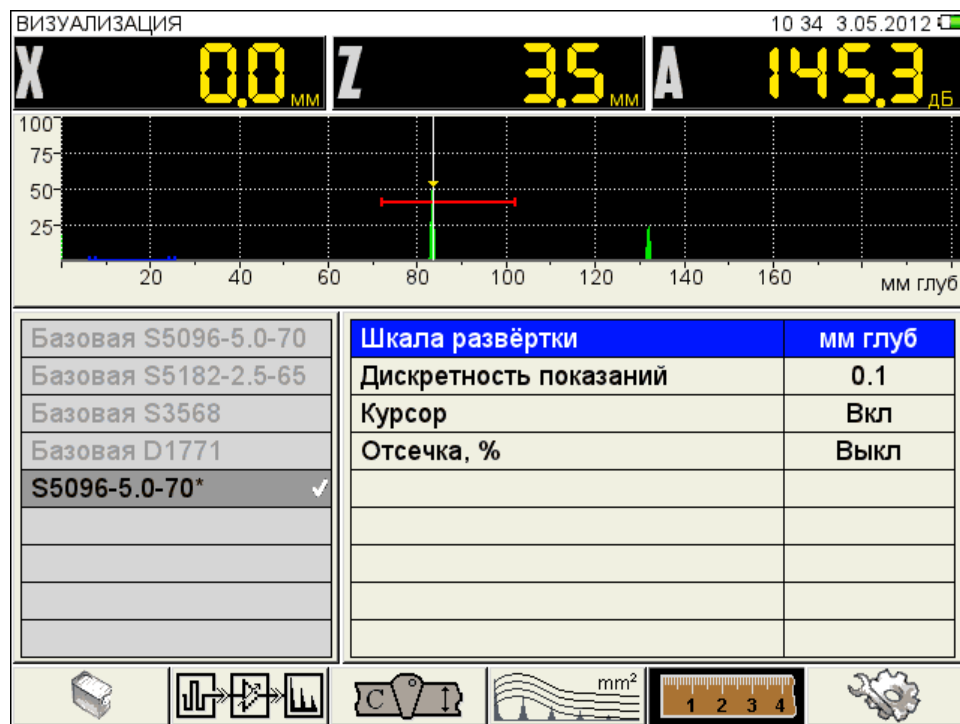 ВИЗУАЛИЗАЦИЯ 10 34 3.05.2012
X 0.0 мм Z 3.5 мм A 145.3 дБ
100
75
50
25
20 40 60 80 100 120 140 160 мм глуб
Базовая S5096-5.0-70
Базовая S5182-2.5-65
Базовая S3568
Базовая D1771
S5096-5.0-70*
Шкала развёртки мм глуб
Дискретность показаний 0.1
Курсор Вкл
Отсечка, % Выкл
C mm² 1 2 3 4